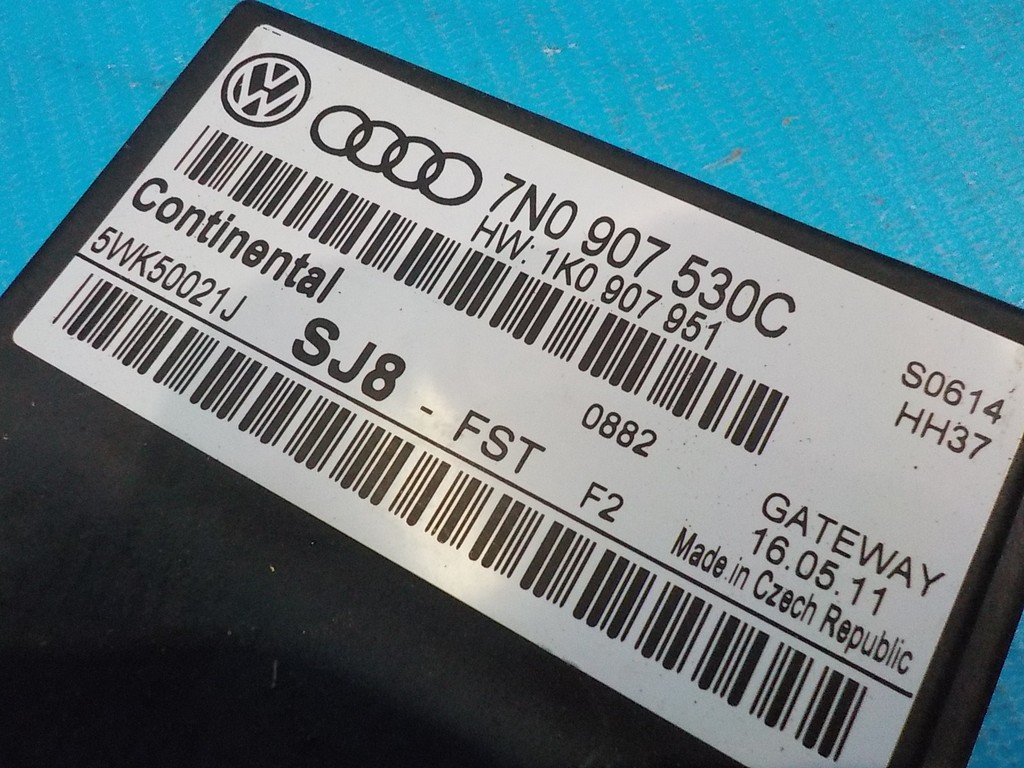 7N0 907 530C
HW: 1K0 907 951
S0614
HH37
Continental
5WK50021J
SJ8 - FST
0882
F2
GATEWAY
16.05.11
Made in Czech Republic